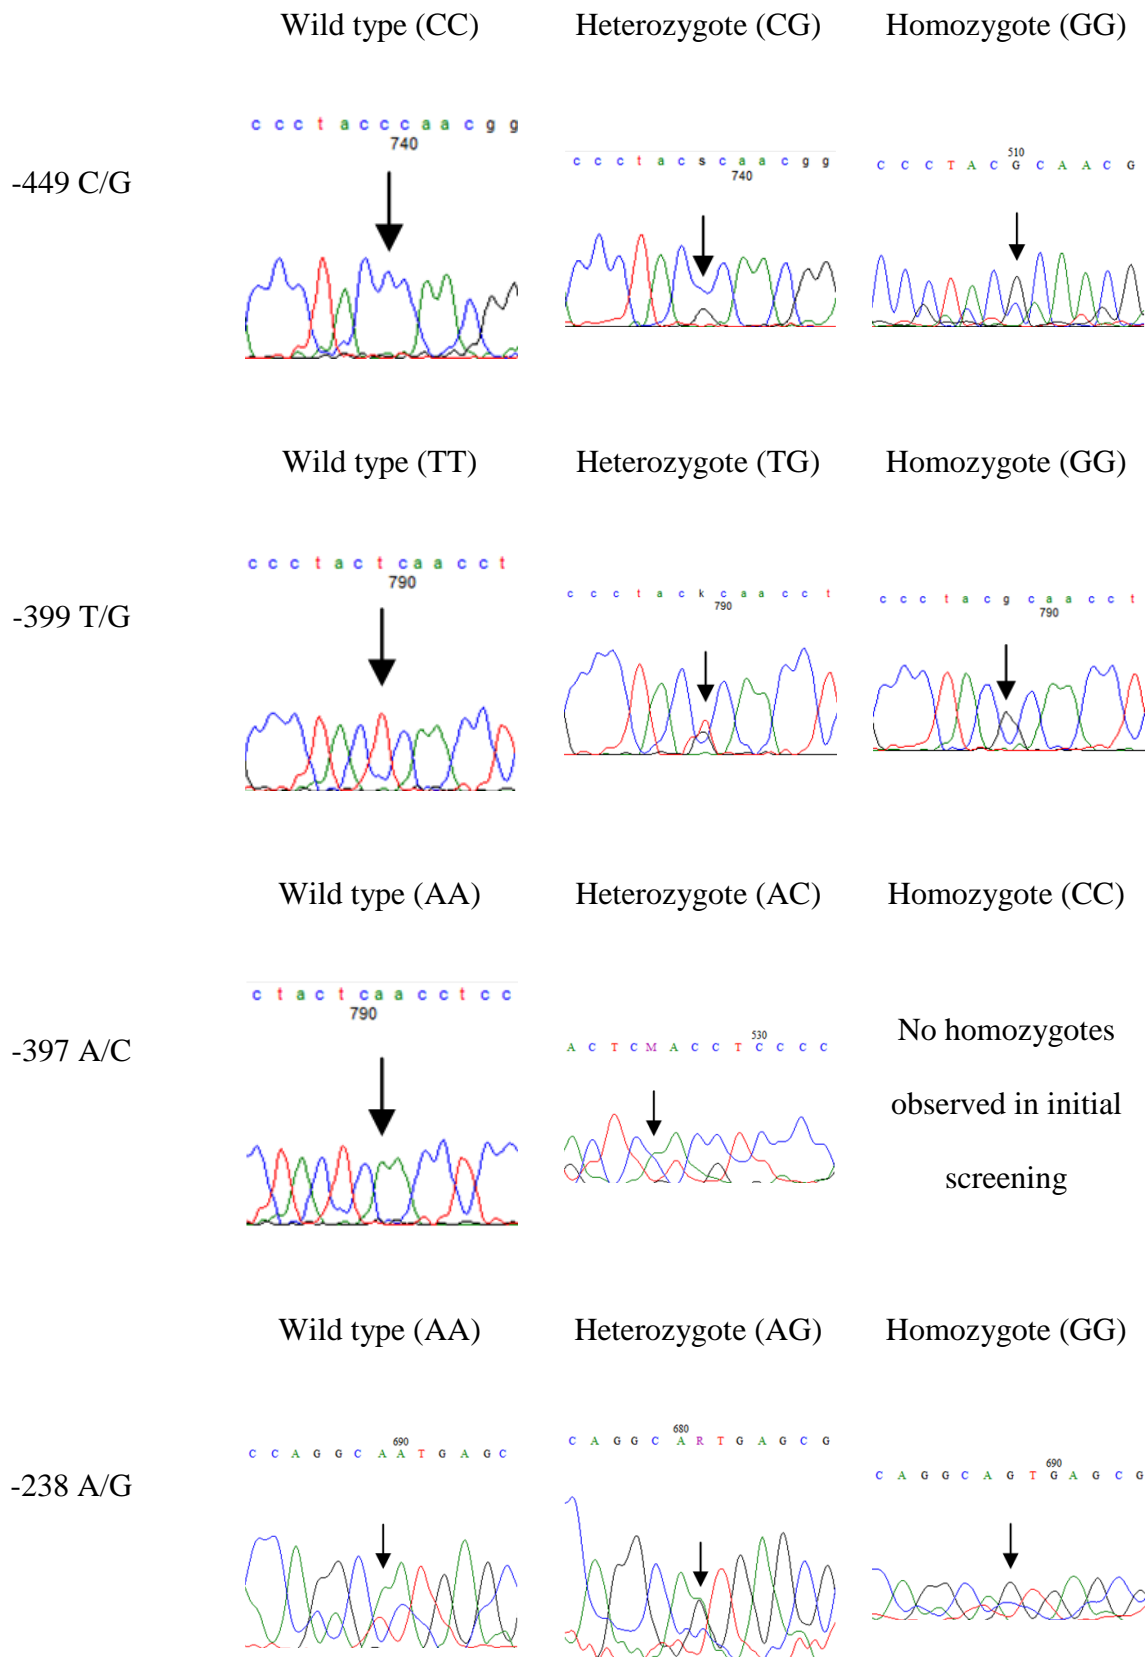 Wild type (CC) Heterozygote (CG) Homozygote (GG)
c c c t a c c c a a c g g
740
c c c t a c s c a a c g g
740
510
C C C T A C G C A A C G
-449 C/G
Wild type (TT) Heterozygote (TG) Homozygote (GG)
c c c t a c t c a a c c t
790
c c c t a c k c a a c c t
790
c c c t a c g c a a c c t
790
-399 T/G
Wild type (AA) Heterozygote (AC) Homozygote (CC)
c t a c t c a a c c t c c
790
530
A C T C M A C C T C C C C
-397 A/C
No homozygotes
observed in initial
screening
Wild type (AA) Heterozygote (AG) Homozygote (GG)
690
C C A G G C A A T G A G C
680
C A G G C A R T G A G C G
690
C A G G C A G T G A G C G
-238 A/G